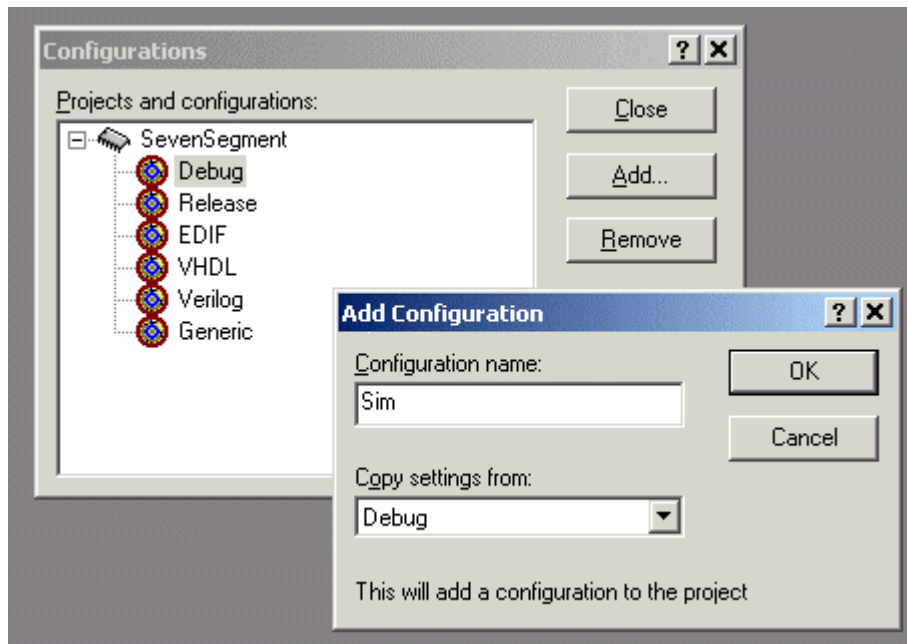 Configurations
Projects and configurations:
SevenSegment
Debug
Release
EDIF
VHDL
Verilog
Generic
Close
Add...
Remove
Add Configuration
Configuration name:
Sim
OK
Cancel
Copy settings from:
Debug
This will add a configuration to the project